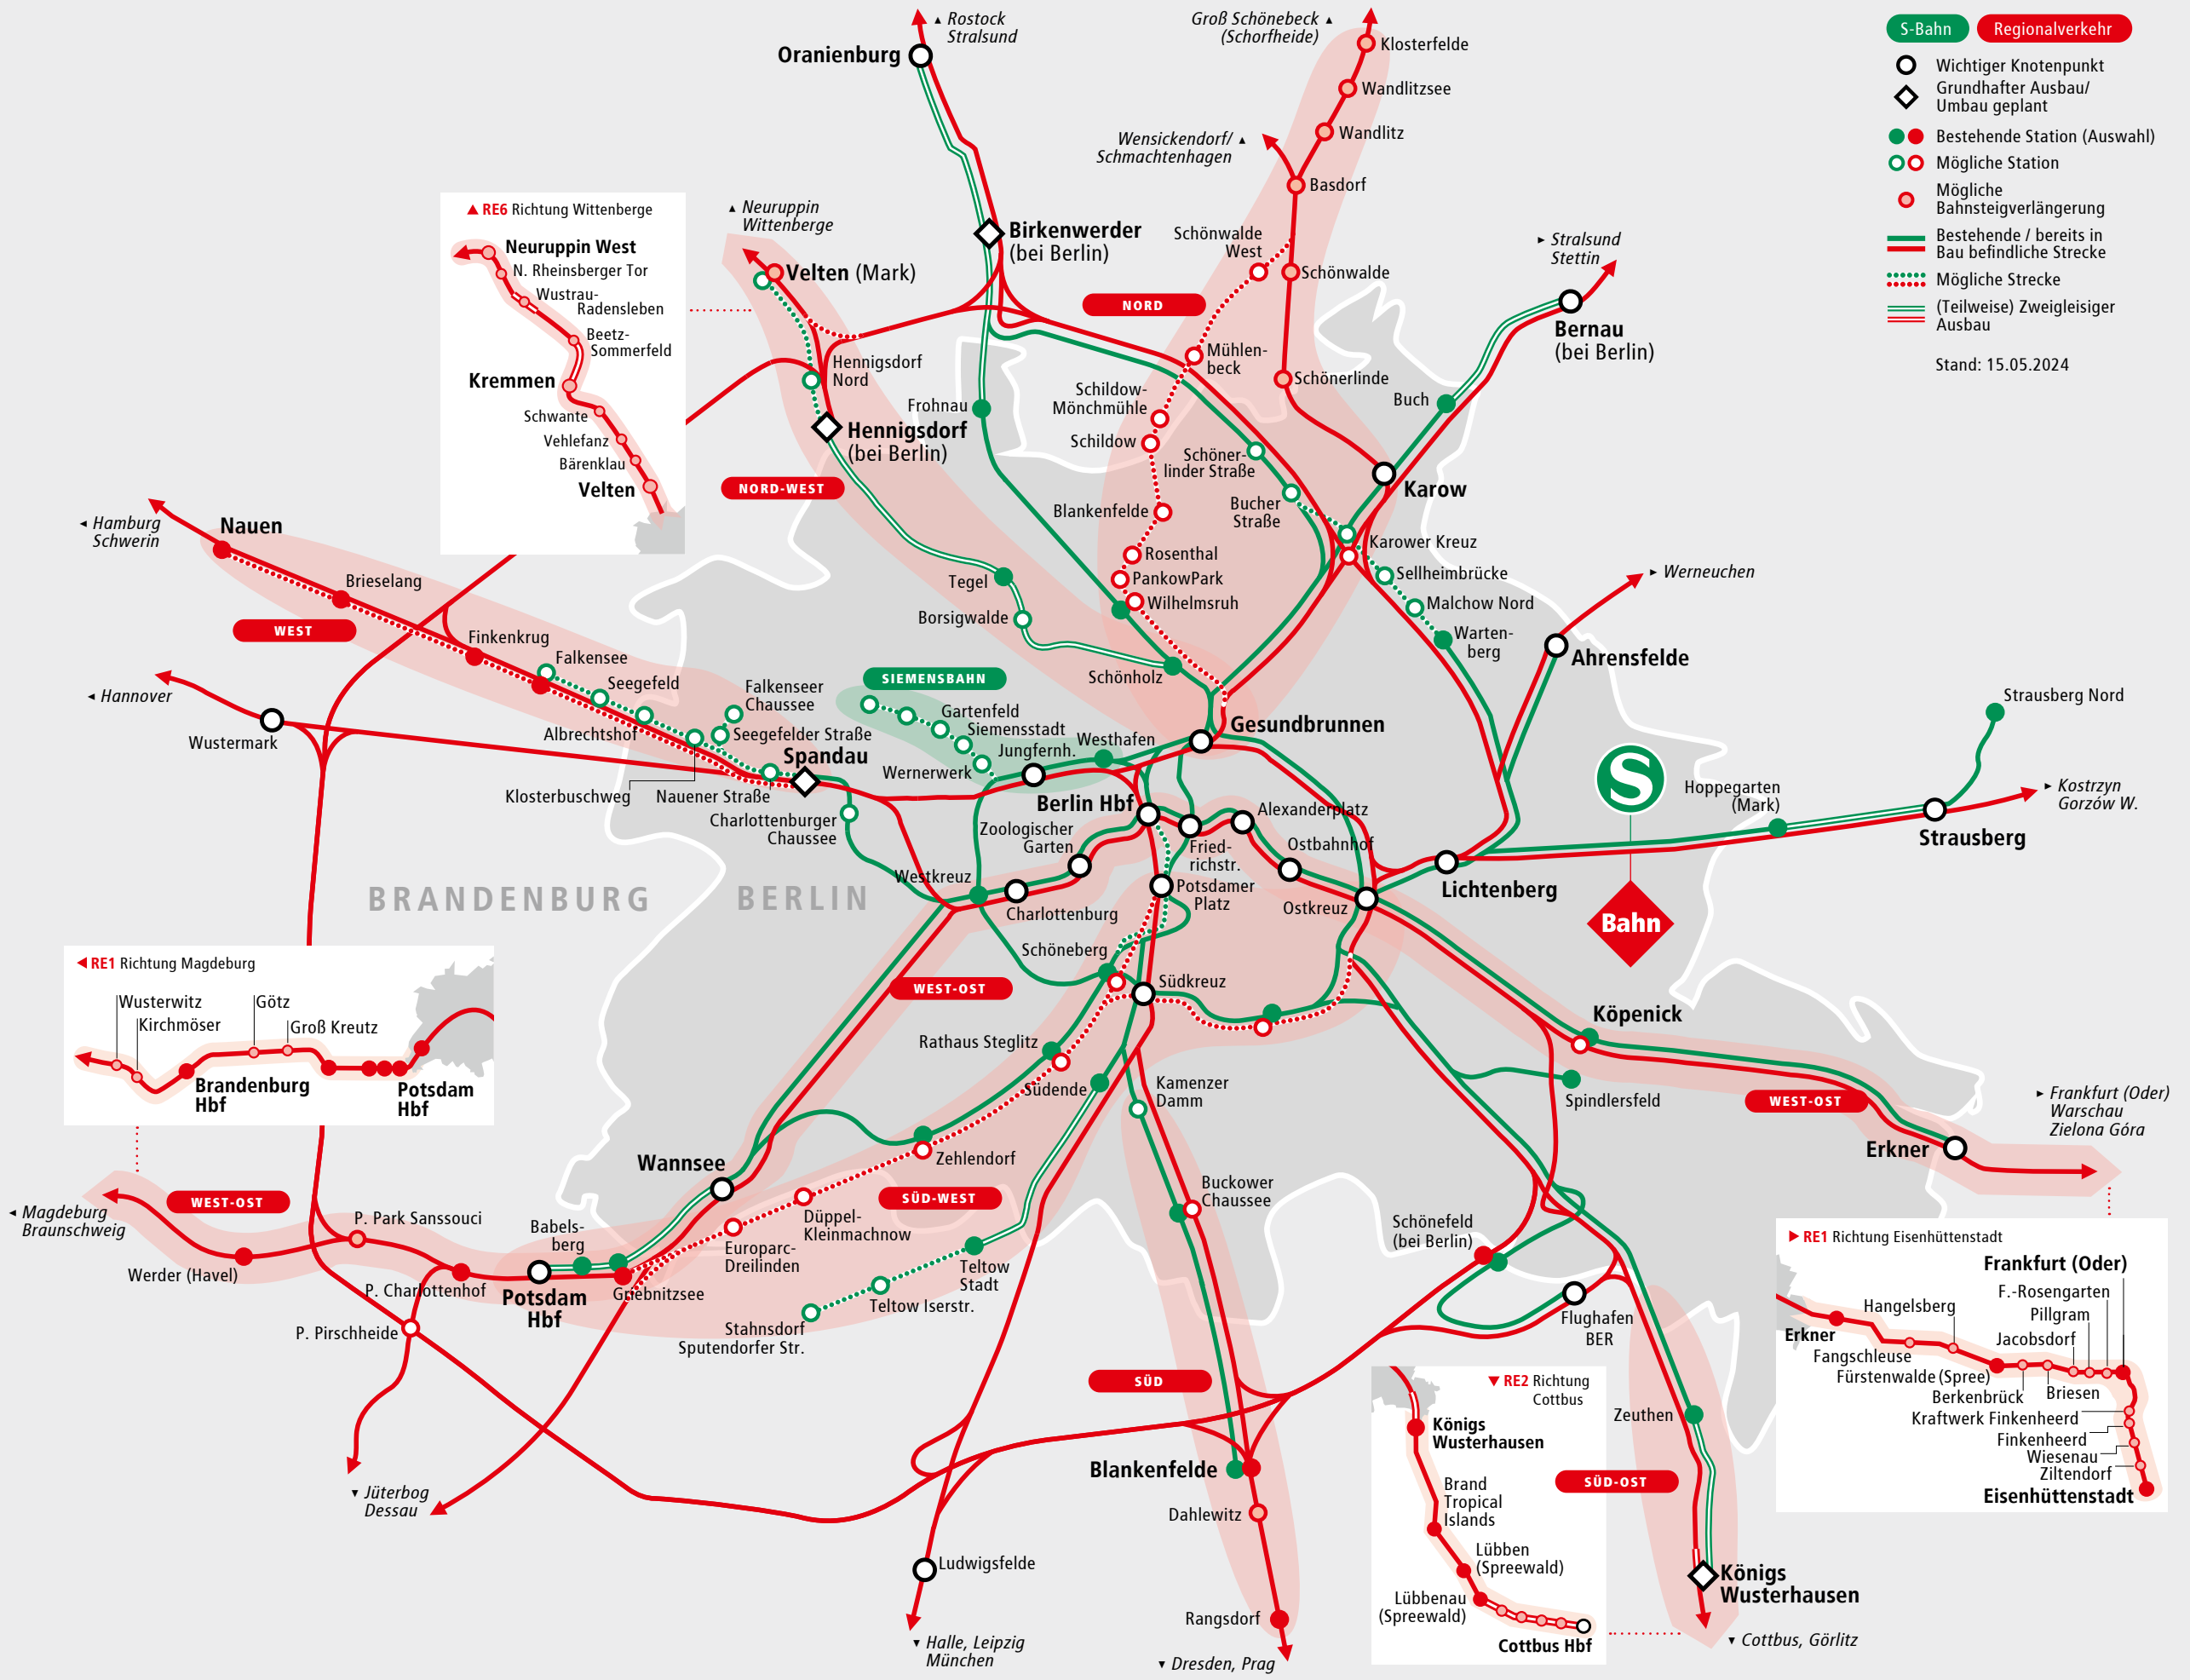 ▲ Rostock
Stralsund
Oranienburg
Groß Schönebeck ▲
(Schorfheide)
Klosterfelde
Wandlitzsee
Wandlitz
Wensickendorf/ ▲
Schmachtenhagen
Basdorf
S-Bahn
Regionalverkehr
Wichtiger Knotenpunkt
Grundhafter Ausbau/
Umbau geplant
Bestehende Station (Auswahl)
Mögliche Station
Mögliche
Bahnsteigverlängerung
Bestehende / bereits in
Bau befindliche Strecke
Mögliche Strecke
(Teilweise) Zweigleisiger
Ausbau
Stand: 15.05.2024
▲ RE6 Richtung Wittenberge
Neuruppin West
N. Rheinsberger Tor
Wustrau-
Radensleben
Beetz-
Sommerfeld
Kremmen
Schwante
Vehlefanz
Bärenklau
Velten
▲ Neuruppin
Wittenberge
Velten (Mark)
Birkenwerder
(bei Berlin)
Schönwalde
West
Schönwalde
NORD
► Stralsund
Stettin
Bernau
(bei Berlin)
Hennigsdorf
Nord
Mühlen-
beck
Schönerlinde
Schildow-
Mönchmühle
Buch
Frohnau
Hennigsdorf
(bei Berlin)
Schildow
Schöner-
linder Straße
NORD-WEST
Karow
Bucher
Straße
Blankenfelde
◄ Hamburg
Schwerin
Nauen
Karower Kreuz
Rosenthal
Brieselang
Tegel
PankowPark
Sellheimbrücke
► Werneuchen
Wilhelmsruh
Malchow Nord
Borsigwalde
WEST
Finkenkrug
Warten-
berg
Falkensee
Ahrensfelde
Schönholz
SIEMENSBAHN
Seegefeld
Falkenseer
Chaussee
◄ Hannover
Strausberg Nord
Gartenfeld
Siemensstadt
Gesundbrunnen
Albrechtshof
Seegefelder Straße
Wustermark
Jungfernh.
Westhafen
Spandau
Wernerwerk
S
Klosterbuschweg
Nauener Straße
Berlin Hbf
Hoppegarten
(Mark)
► Kostrzyn
Gorzów W.
Charlottenburger
Chaussee
Zoologischer
Garten
Alexanderplatz
Fried-
richstr.
Ostbahnhof
Strausberg
Westkreuz
BRANDENBURG
BERLIN
Potsdamer
Platz
Lichtenberg
Charlottenburg
Ostkreuz
Bahn
Schöneberg
◄ RE1 Richtung Magdeburg
Wusterwitz
Götz
Kirchmöser
Groß Kreutz
Brandenburg
Hbf
Potsdam
Hbf
WEST-OST
Südkreuz
Rathaus Steglitz
Köpenick
Südende
Kamenzer
Damm
Spindlersfeld
WEST-OST
► Frankfurt (Oder)
Warschau
Zielona Góra
Wannsee
Zehlendorf
Erkner
WEST-OST
SÜD-WEST
Buckower
Chaussee
◄ Magdeburg
Braunschweig
P. Park Sanssouci
Babels-
berg
Düppel-
Kleinmachnow
Europarc-
Dreilinden
Schönefeld
(bei Berlin)
Werder (Havel)
P. Charlottenhof
Potsdam
Hbf
Griebnitzsee
Teltow
Stadt
Teltow Iserstr.
Stahnsdorf
Sputendorfer Str.
P. Pirschheide
Flughafen
BER
► RE1 Richtung Eisenhüttenstadt
Frankfurt (Oder)
F.-Rosengarten
Hangelsberg
Pillgram
Erkner
Jacobsdorf
Fangschleuse
Fürstenwalde (Spree)
Berkenbrück
Briesen
Kraftwerk Finkenheerd
Finkenheerd
Wiesenau
Ziltendorf
Eisenhüttenstadt
SÜD
▼ RE2 Richtung
Cottbus
Königs
Wusterhausen
Brand
Tropical
Islands
Lübben
(Spreewald)
Lübbenau
(Spreewald)
Cottbus Hbf
Zeuthen
SÜD-OST
Blankenfelde
Dahlewitz
▼ Jüterbog
Dessau
Ludwigsfelde
Königs
Wusterhausen
Rangsdorf
▼ Halle, Leipzig
München
▼ Dresden, Prag
▼ Cottbus, Görlitz